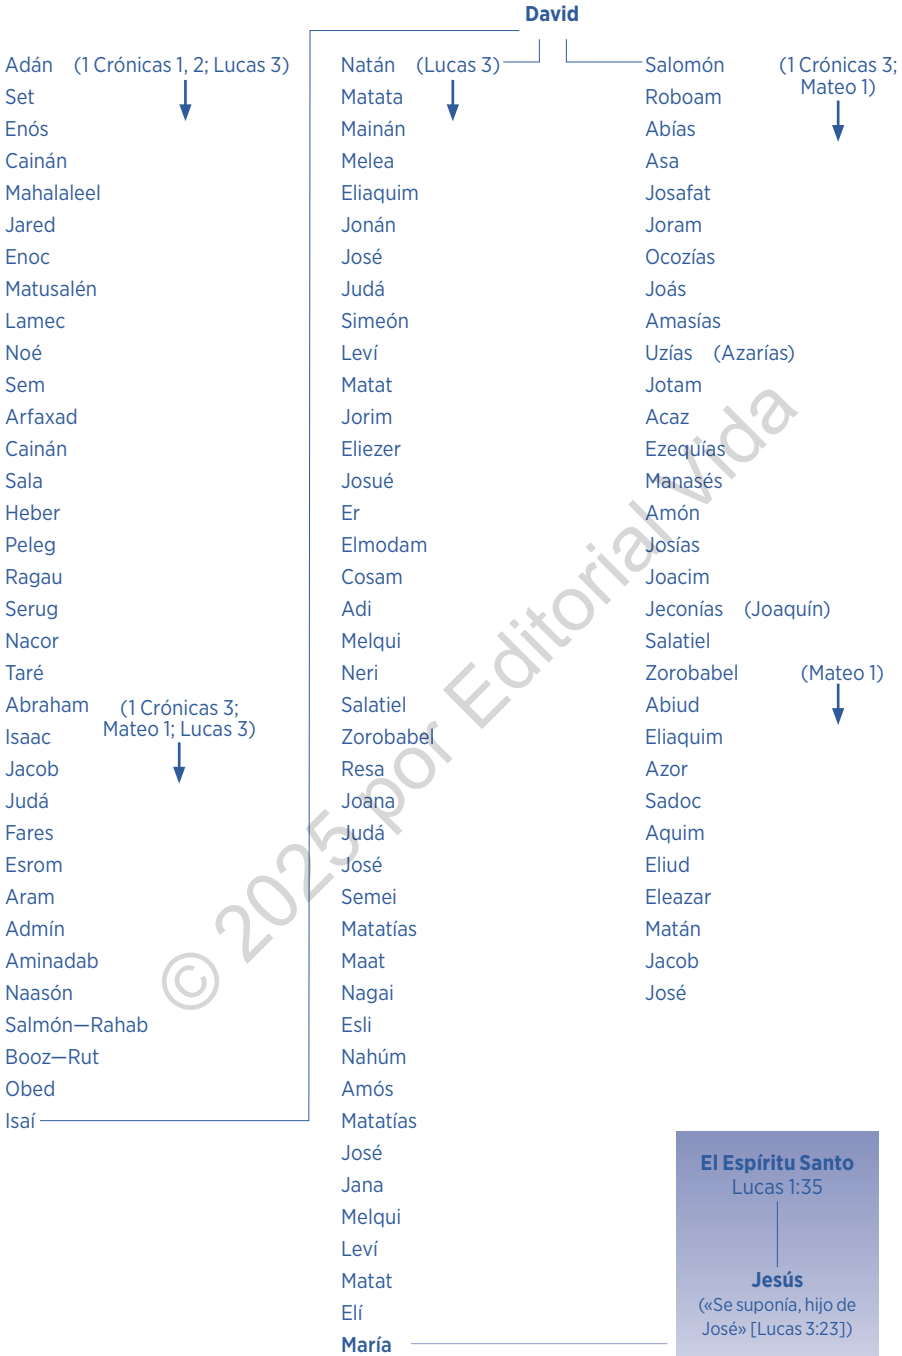 David
Adán (1 Crónicas 1, 2; Lucas 3)
Set
Enós
Cainán
Mahalaleel
Jared
Enoc
Matusalén
Lamec
Noé
Sem
Arfaxad
Cainán
Sala
Heber
Peleg
Ragau
Serug
Nacor
Taré
Abraham (1 Crónicas 3;
Mateo 1; Lucas 3)
Isaac
Jacob
Judá
Fares
Esrom
Aram
Admín
Aminadab
Naasón
Salmón—Rahab
Booz—Rut
Obed
Isaí
Natán (Lucas 3)
Matata
Mainán
Melea
Eliaquim
Jonán
José
Judá
Simeón
Leví
Matat
Jorim
Eliezer
Josué
Er
Elmodam
Cosam
Adi
Melqui
Neri
Salatiel
Zorobabel
Resa
Joana
Judá
José
Semei
Matatías
Maat
Nagai
Esli
Nahúm
Amós
Matatías
José
Jana
Melqui
Leví
Matat
Elí
María
Salomón (1 Crónicas 3;
Mateo 1)
Roboam
Abías
Asa
Josafat
Joram
Ocozías
Joás
Amasías
Uzías (Azarías)
Jotam
Acaz
Ezequías
Manasés
Amón
Josías
Joacim
Jeconías (Joaquín)
Salatiel
Zorobabel (Mateo 1)
Abiud
Eliaquim
Azor
Sadoc
Aquim
Eliud
Eleazar
Matán
Jacob
José
El Espíritu Santo
Lucas 1:35
Jesús
(«Se suponía, hijo de
José» [Lucas 3:23])
© 2025 por Editorial Vida